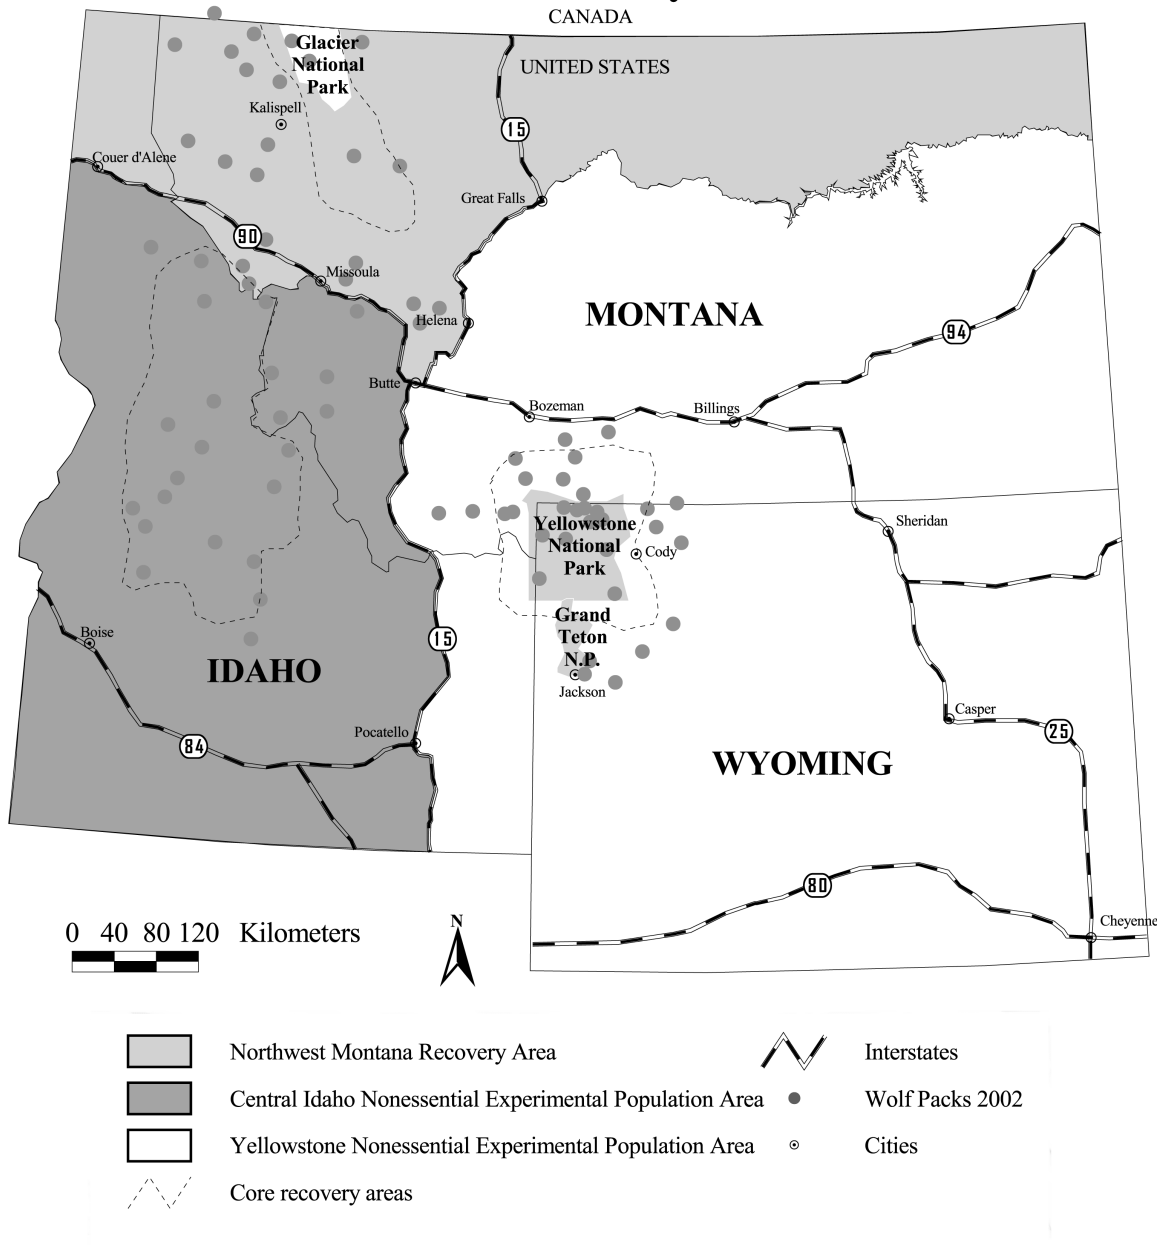 CANADA
UNITED STATES
Glacier
National
Park
Kalispell
15
Couer d'Alene
Great Falls
90
Missoula
MONTANA
Helena
94
Butte
Bozeman
Billings
Yellowstone
National
Park
Sheridan
Cody
Grand
Teton
N.P.
Boise
15
IDAHO
Jackson
Casper
Pocatello
25
84
WYOMING
80
Cheyenne
0 40 80 120 Kilometers
N
Northwest Montana Recovery Area
Interstates
Central Idaho Nonessential Experimental Population Area
Wolf Packs 2002
Yellowstone Nonessential Experimental Population Area
Cities
Core recovery areas